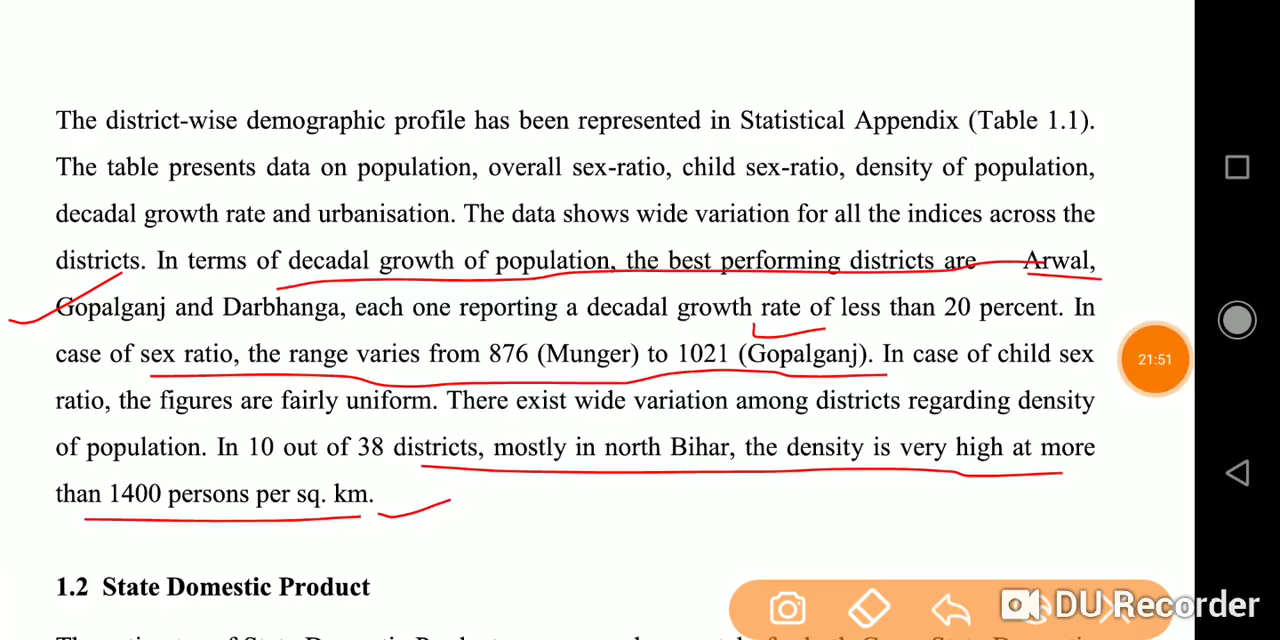 The district-wise demographic profile has been represented in Statistical Appendix (Table 1.1).
The table presents data on population, overall sex-ratio, child sex-ratio, density of population,
decadal growth rate and urbanisation. The data shows wide variation for all the indices across the
districts. In terms of decadal growth of population, the best performing districts are Arwal,
Gopalganj and Darbhanga, each one reporting a decadal growth rate of less than 20 percent. In
case of sex ratio, the range varies from 876 (Munger) to 1021 (Gopalganj). In case of child sex
21:51
ratio, the figures are fairly uniform. There exist wide variation among districts regarding density
of population. In 10 out of 38 districts, mostly in north Bihar, the density is very high at more
than 1400 persons per sq. km.
1.2 State Domestic Product
DU Recorder